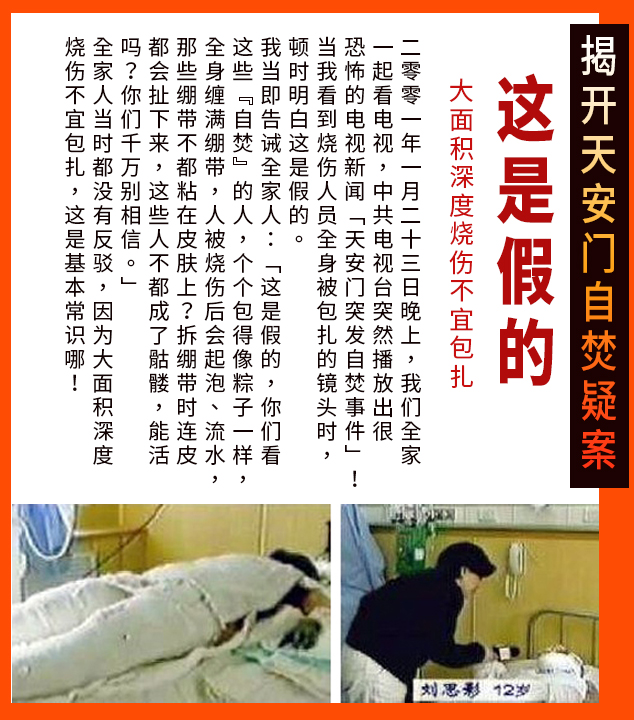 揭开天安门自焚疑案
这是假的
大面积深度烧伤不宜包扎
二零零一年一月二十三日晚上，我们全家
一起看电视，中共电视台突然播放出很
恐怖的电视新闻「天安门突发自焚事件」！
当我看到烧伤人员全身被包扎的镜头时，
顿时明白这是假的。
我当即告诫全家人：「这是假的，你们看
这些『自焚』的人，个个包得像粽子一样，
全身缠满绷带，人被烧伤后会起泡、流水，
那些绷带不都粘在皮肤上？拆绷带时连皮
都会扯下来，这些人不都成了骷髅，能活
吗？你们千万别相信。」
全家人当时都没有反驳，因为大面积深度
烧伤不宜包扎，这是基本常识哪！
刘思影 12岁